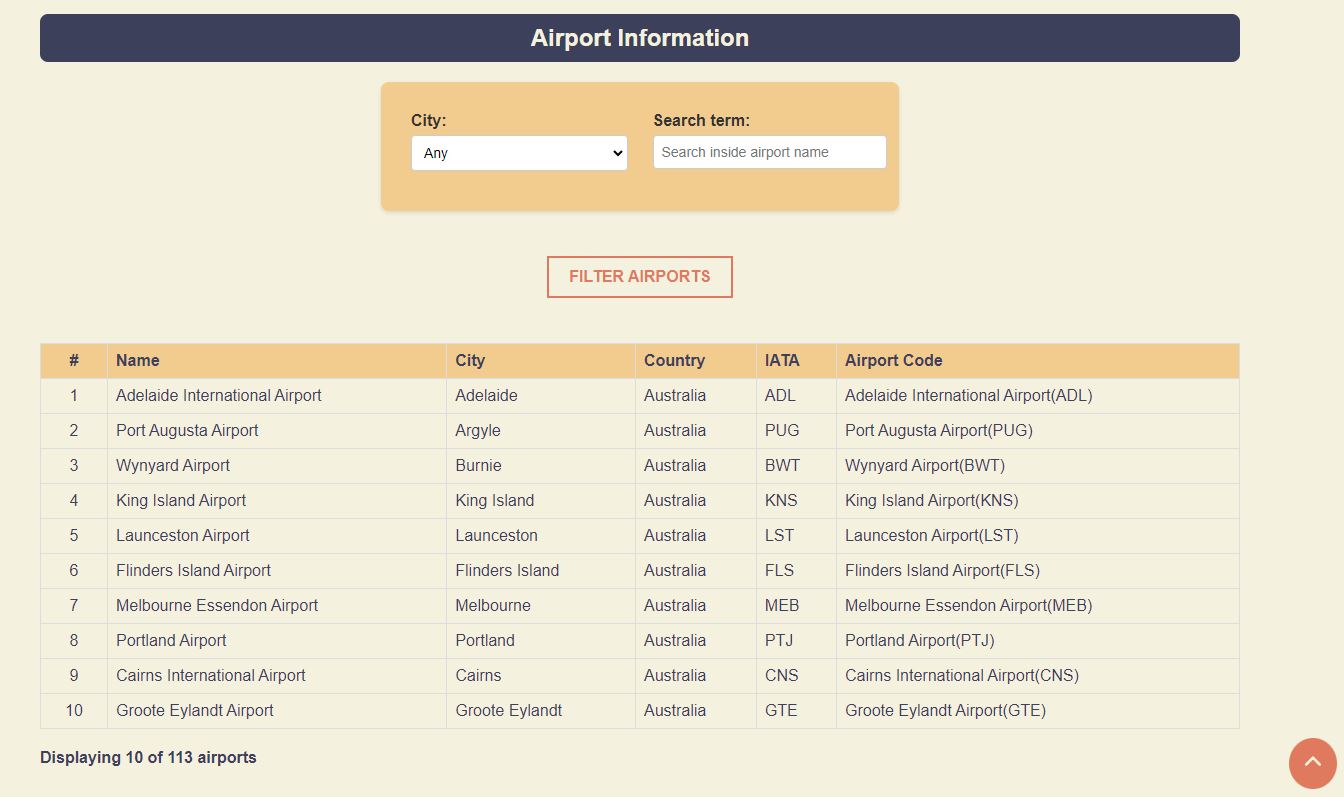 Airport Information
City: Search term:
Any Search inside airport name
FILTER AIRPORTS
# Name City Country IATA Airport Code
1 Adelaide International Airport Adelaide Australia ADL Adelaide International Airport(ADL)
2 Port Augusta Airport Argyle Australia PUG Port Augusta Airport(PUG)
3 Wynyard Airport Burnie Australia BWT Wynyard Airport(BWT)
4 King Island Airport King Island Australia KNS King Island Airport(KNS)
5 Launceston Airport Launceston Australia LST Launceston Airport(LST)
6 Flinders Island Airport Flinders Island Australia FLS Flinders Island Airport(FLS)
7 Melbourne Essendon Airport Melbourne Australia MEB Melbourne Essendon Airport(MEB)
8 Portland Airport Portland Australia PTJ Portland Airport(PTJ)
9 Cairns International Airport Cairns Australia CNS Cairns International Airport(CNS)
10 Groote Eylandt Airport Groote Eylandt Australia GTE Groote Eylandt Airport(GTE)
Displaying 10 of 113 airports